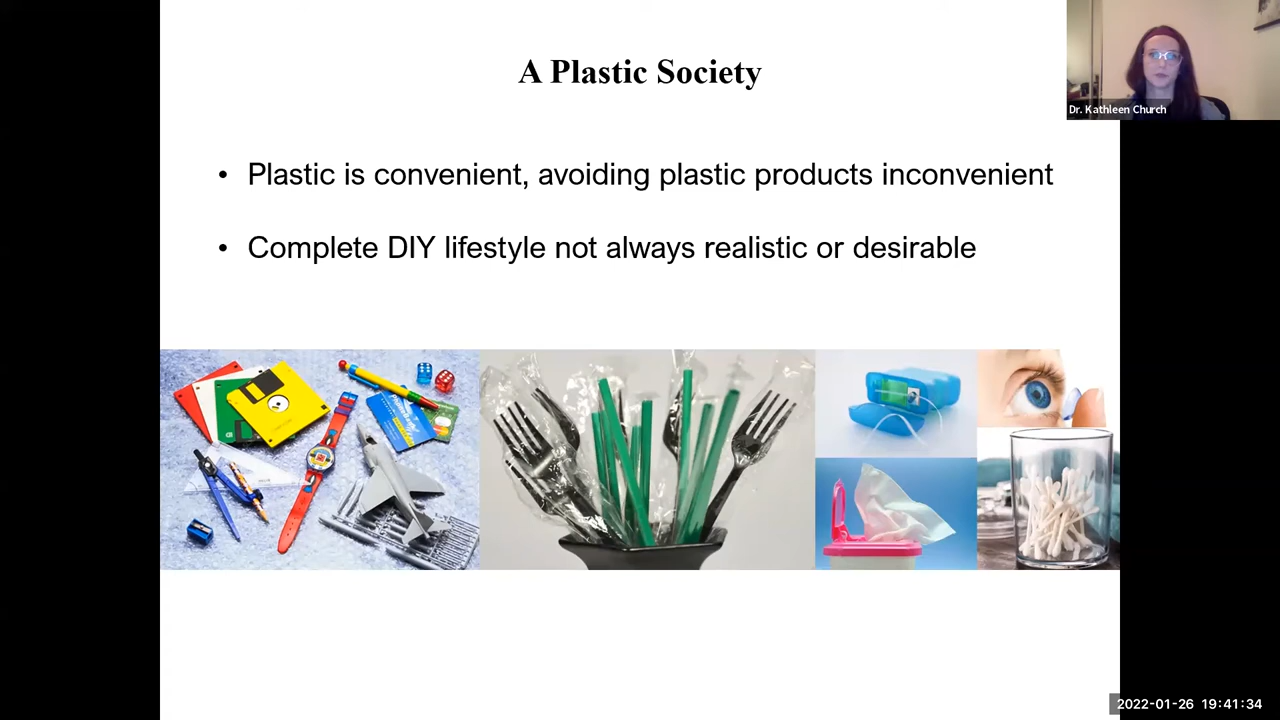 A Plastic Society
Dr. Kathleen Church
• Plastic is convenient, avoiding plastic products inconvenient
• Complete DIY lifestyle not always realistic or desirable
2022-01-26 19:41:34